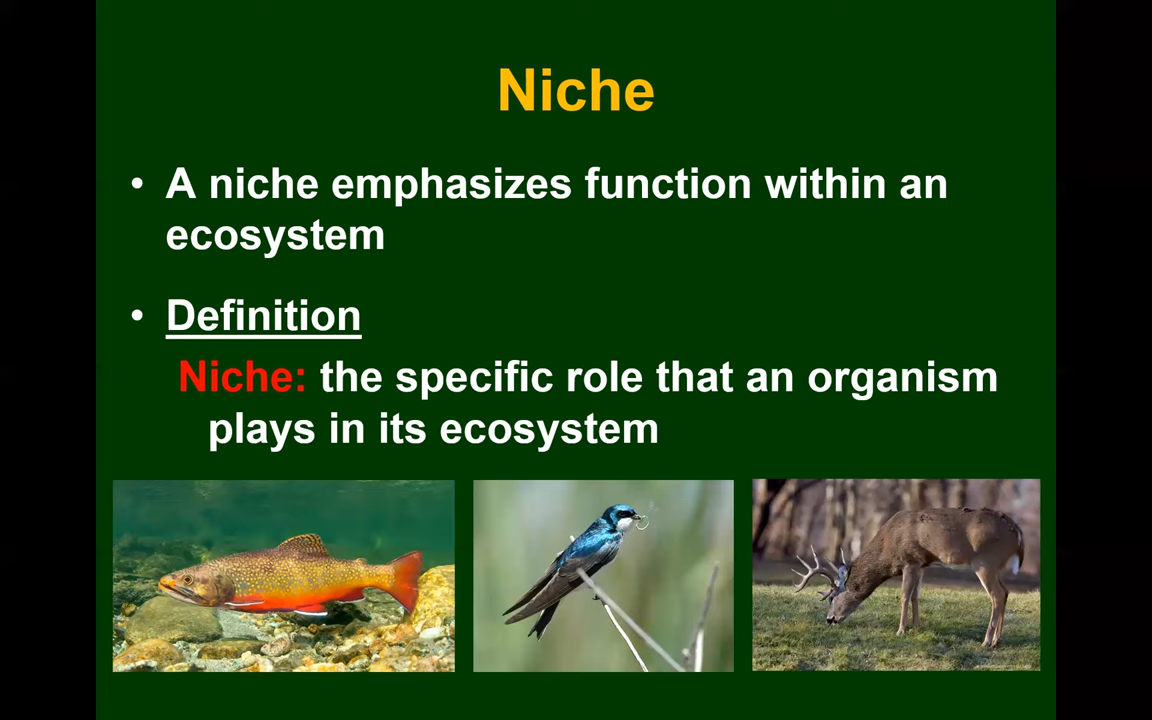 Niche
• A niche emphasizes function within an
ecosystem
• Definition
Niche: the specific role that an organism
plays in its ecosystem